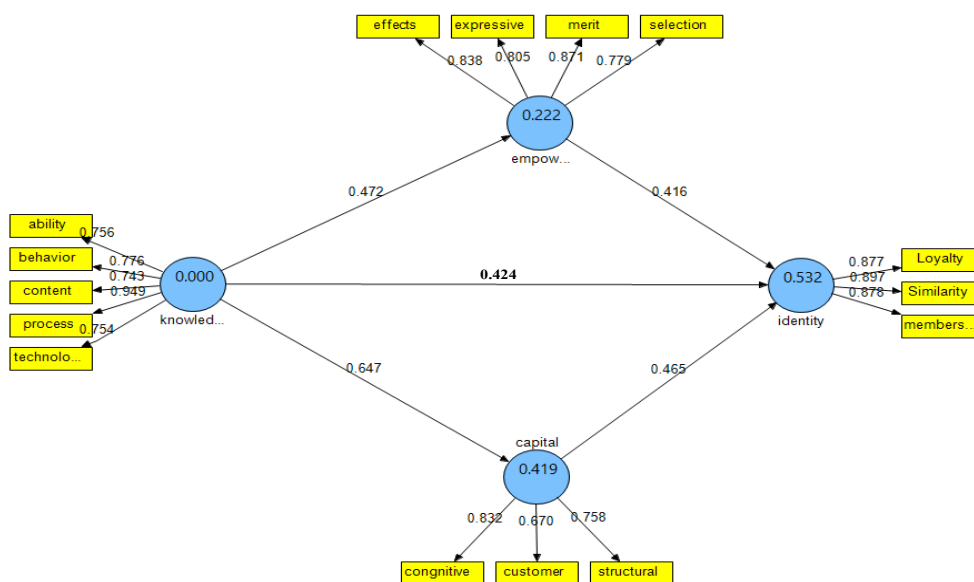 effects
expressive
merit
selection
0.838
0.805
0.871
0.779
0.222
empow...
0.472
0.416
ability
behavior
content
process
technolo...
0.756
0.776
0.743
0.949
0.754
0.000
knowled...
0.424
0.532
identity
0.877
0.897
0.878
Loyalty
Similarity
members...
0.647
0.465
capital
0.419
0.832
0.670
0.758
congnitive
customer
structural